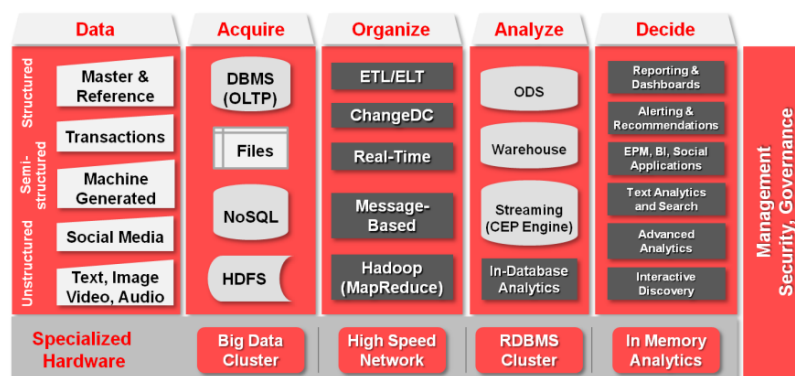 Data
Acquire
Organize
Analyze
Decide
Structured
Semi-
structured
Unstructured
Master &
Reference
Transactions
Machine
Generated
Social Media
Text, Image
Video, Audio
DBMS
(OLTP)
Files
NoSQL
HDFS
ETL/ELT
ChangeDC
Real-Time
Message-
Based
Hadoop
(MapReduce)
ODS
Warehouse
Streaming
(CEP Engine)
In-Database
Analytics
Reporting &
Dashboards
Alerting &
Recommendations
EPM, BI, Social
Applications
Text Analytics
and Search
Advanced
Analytics
Interactive
Discovery
Management
Security, Governance
Specialized
Hardware
Big Data
Cluster
High Speed
Network
RDBMS
Cluster
In Memory
Analytics